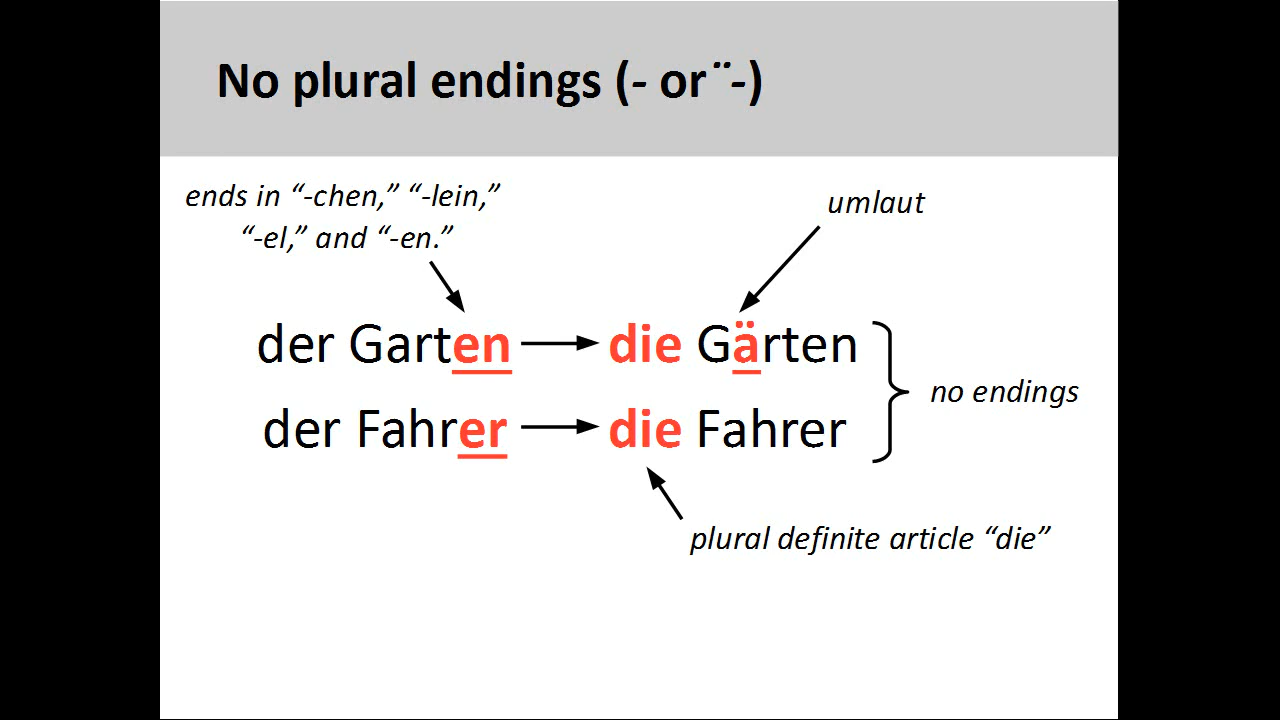 No plural endings (- or ¨-)
ends in “-chen,” “-lein,”
“-el,” and “-en.”
umlaut
der Garten die Gärten
der Fahrer die Fahrer
no endings
plural definite article “die”